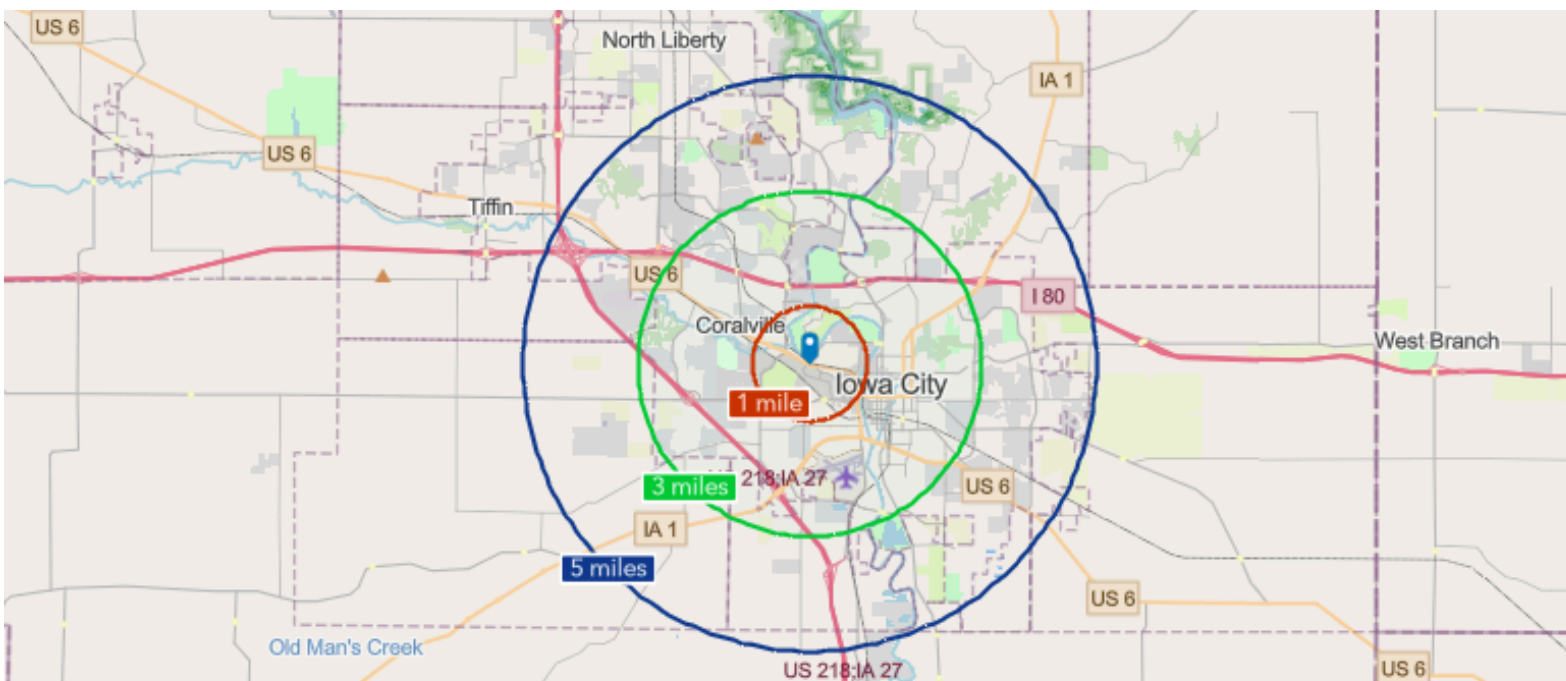 US 6
North Liberty
IA 1
US 6
Tiffin
US 6
I 80
Coralville
West Branch
Iowa City
1 mile
218;IA 27
3 miles
US 6
IA 1
5 miles
US 6
Old Man's Creek
US 218;IA 27
US 6